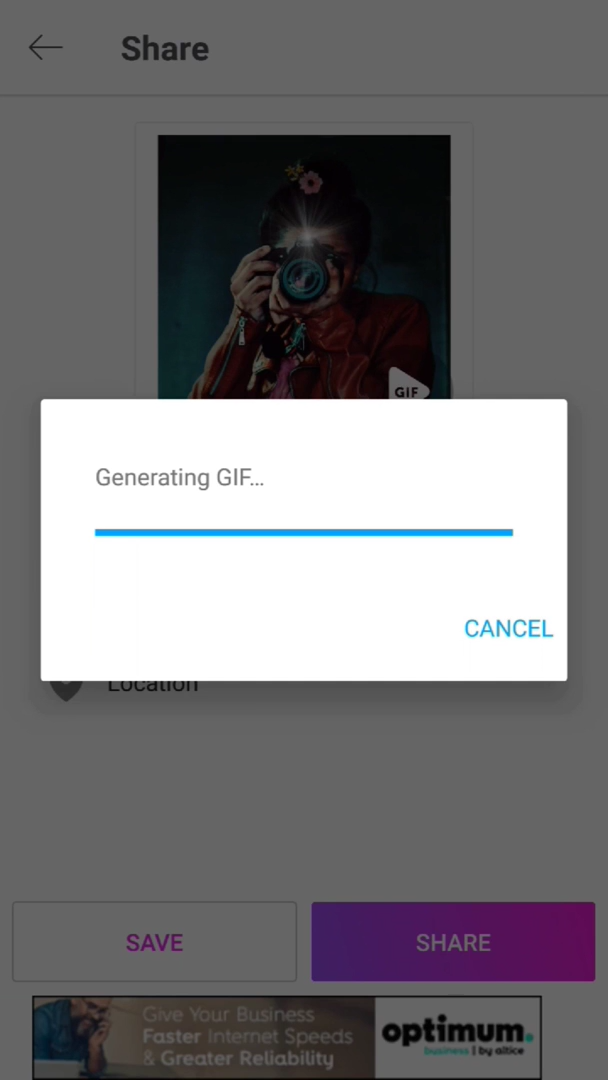 Share
GIF
Generating GIF...
CANCEL
Location
SAVE
SHARE
Give Your Business
Faster Internet Speeds
& Greater Reliability
optimum.
business | by altice